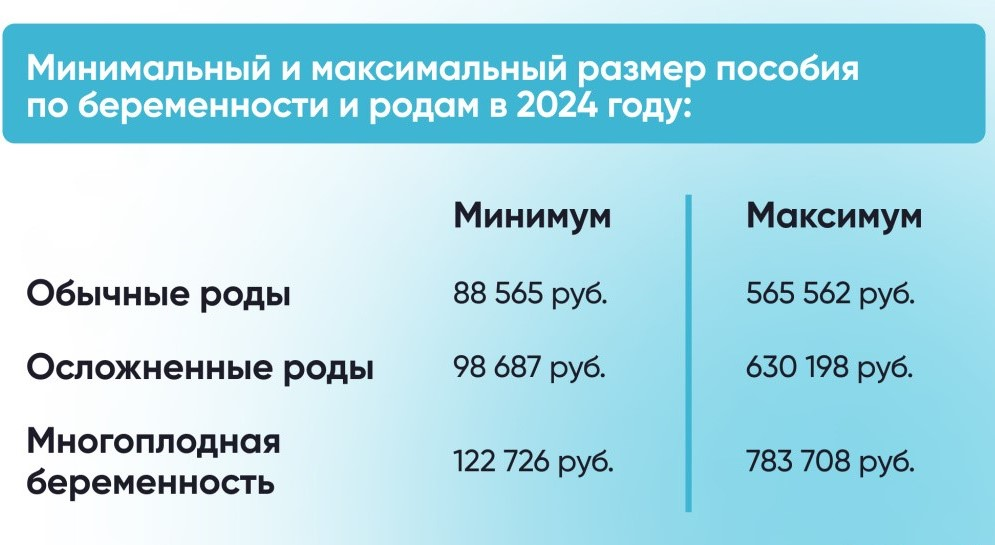 Минимальный и максимальный размер пособия
по беременности и родам в 2024 году:
Минимум Максимум
Обычные роды 88 565 руб. 565 562 руб.
Осложненные роды 98 687 руб. 630 198 руб.
Многоплодная
беременность 122 726 руб. 783 708 руб.